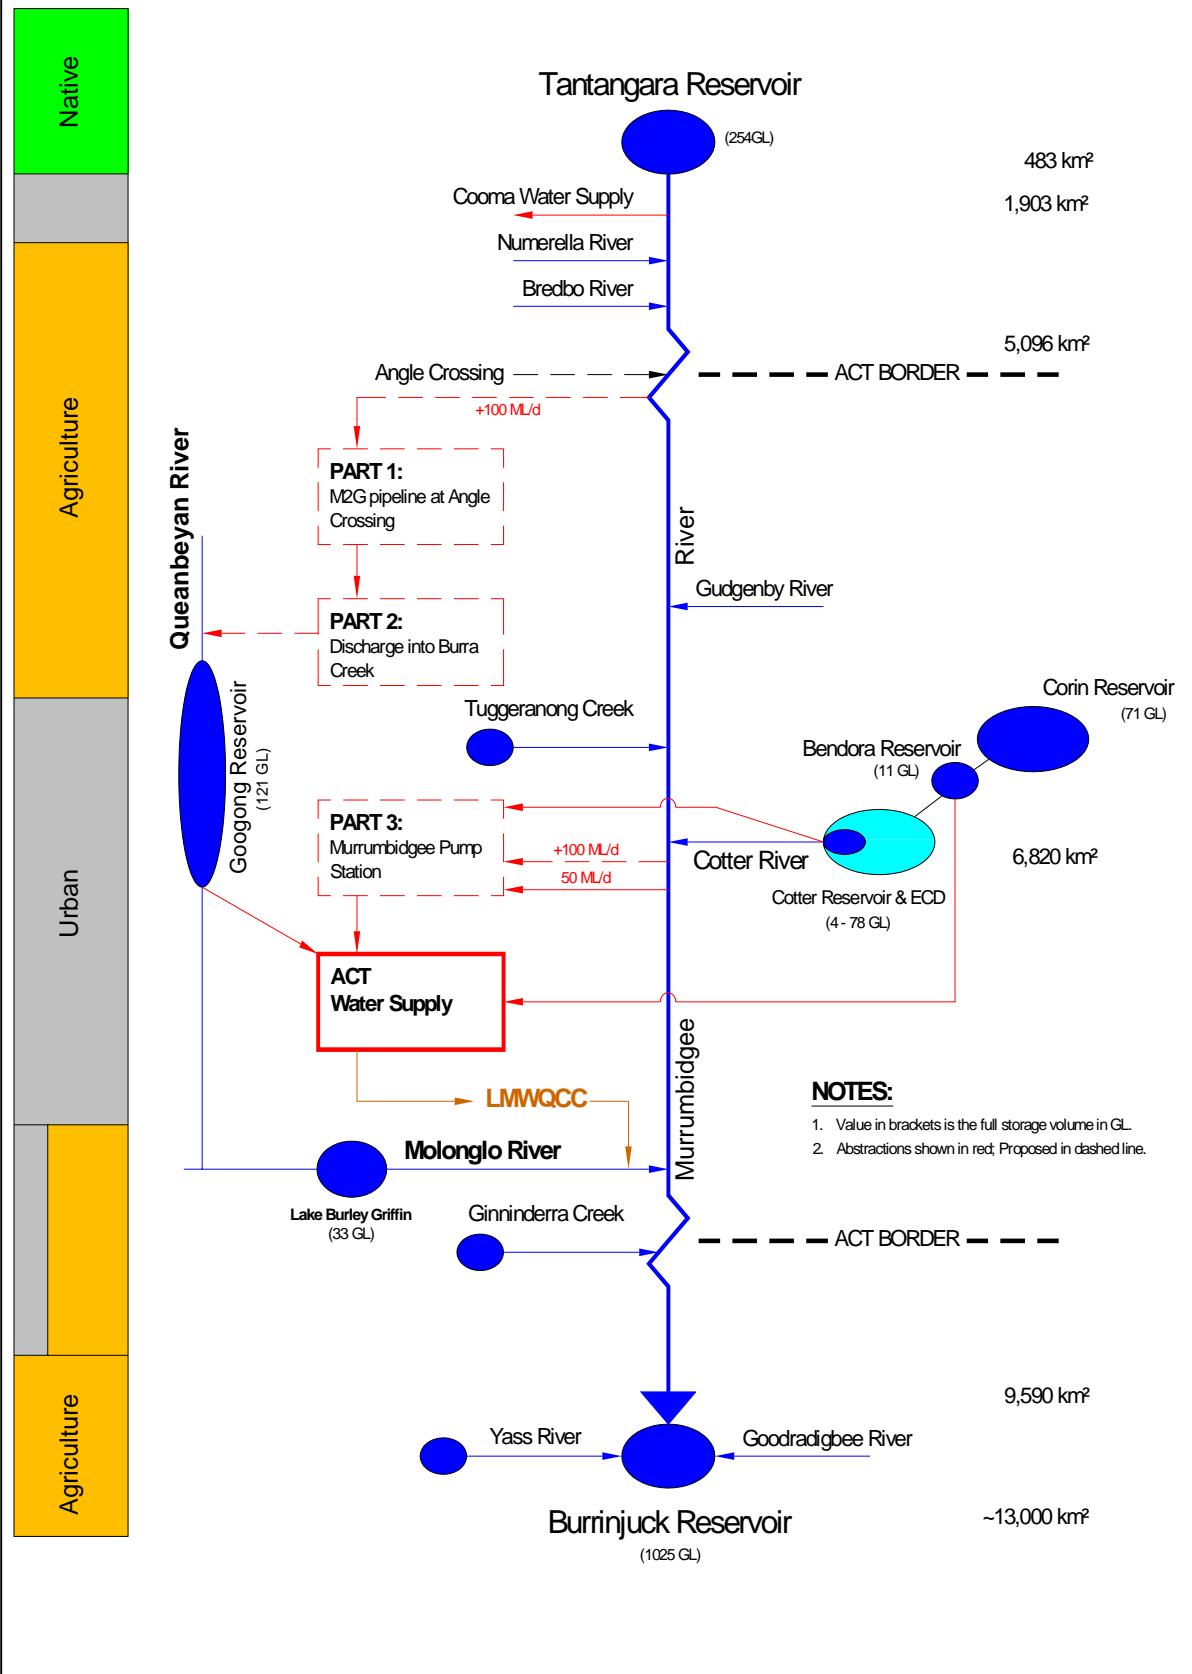 Native
Tantangara Reservoir
(254GL)
483 km²
Cooma Water Supply
1,903 km²
Numerella River
Bredbo River
5,096 km²
Angle Crossing
ACT BORDER
+100 ML/d
Agriculture
Queanbeyan River
PART 1:
M2G pipeline at Angle
Crossing
River
Gudgenby River
PART 2:
Discharge into Burra
Creek
Corin Reservoir
(71 GL)
Tuggeranong Creek
Bendora Reservoir
(11 GL)
Googong Reservoir
(121 GL)
PART 3:
Murrumbidgee Pump
Station
+100 ML/d
50 ML/d
Cotter River
6,820 km²
Cotter Reservoir & ECD
(4 - 78 GL)
Urban
ACT
Water Supply
Murrumbidgee
LMWQCC
NOTES:
1. Value in brackets is the full storage volume in GL.
2. Abstractions shown in red; Proposed in dashed line.
Molonglo River
Lake Burley Griffin
(33 GL)
Ginninderra Creek
ACT BORDER
9,590 km²
Agriculture
Yass River
Goodradigbee River
Burrinjuck Reservoir
(1025 GL)
~13,000 km²